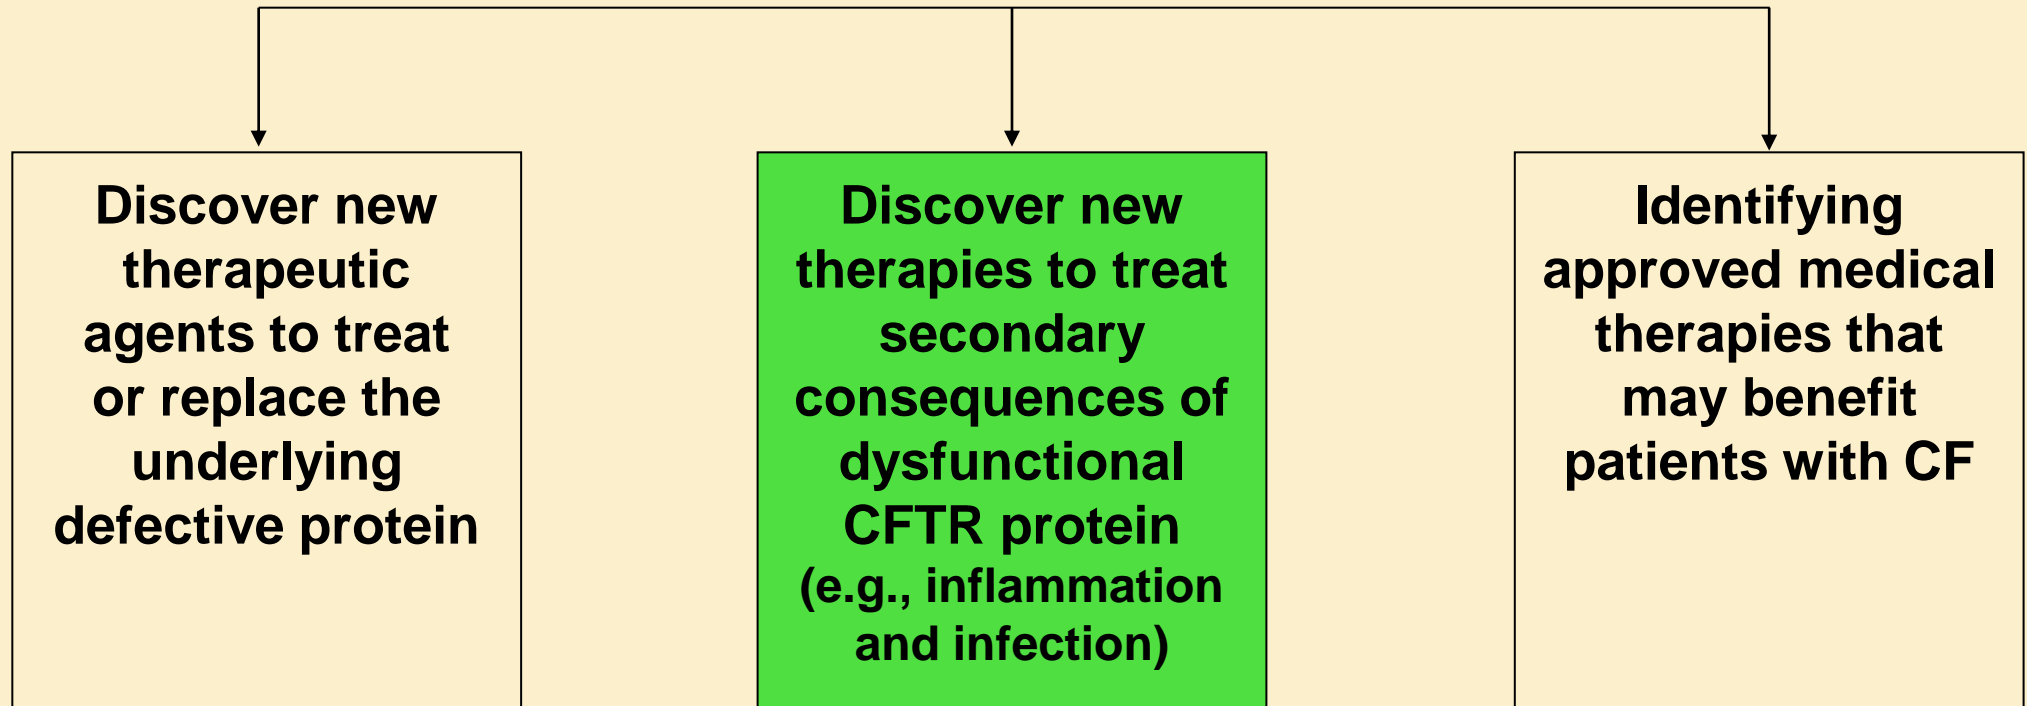 Discover new
therapeutic
agents to treat
or replace the
underlying
defective protein
Discover new
therapies to treat
secondary
consequences of
dysfunctional
CFTR protein
(e.g., inflammation
and infection)
Identifying
approved medical
therapies that
may benefit
patients with CF